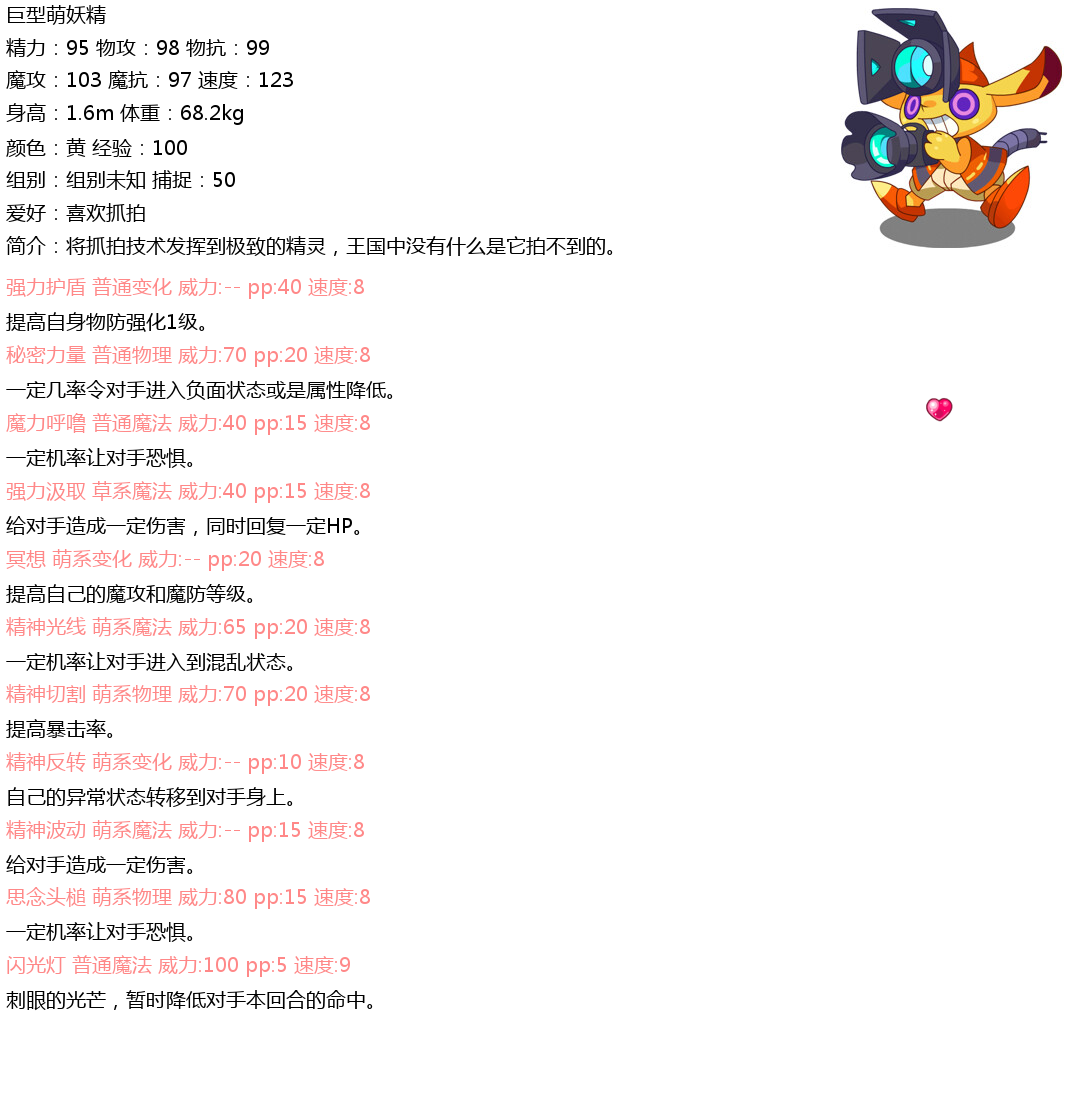 巨型萌妖精
精力：95 物攻：98 物抗：99
魔攻：103 魔抗：97 速度：123
身高：1.6m 体重：68.2kg
颜色：黄 经验：100
组别：组别未知 捕捉：50
爱好：喜欢抓拍
简介：将抓拍技术发挥到极致的精灵，王国中没有什么是它拍不到的。
强力护盾 普通变化 威力:-- pp:40 速度:8
提高自身物防强化1级。
秘密力量 普通物理 威力:70 pp:20 速度:8
一定几率令对手进入负面状态或是属性降低。
魔力呼噜 普通魔法 威力:40 pp:15 速度:8
一定机率让对手恐惧。
强力汲取 草系魔法 威力:40 pp:15 速度:8
给对手造成一定伤害，同时回复一定HP。
冥想 萌系变化 威力:-- pp:20 速度:8
提高自己的魔攻和魔防等级。
精神光线 萌系魔法 威力:65 pp:20 速度:8
一定机率让对手进入到混乱状态。
精神切割 萌系物理 威力:70 pp:20 速度:8
提高暴击率。
精神反转 萌系变化 威力:-- pp:10 速度:8
自己的异常状态转移到对手身上。
精神波动 萌系魔法 威力:-- pp:15 速度:8
给对手造成一定伤害。
思念头槌 萌系物理 威力:80 pp:15 速度:8
一定机率让对手恐惧。
闪光灯 普通魔法 威力:100 pp:5 速度:9
刺眼的光芒，暂时降低对手本回合的命中。